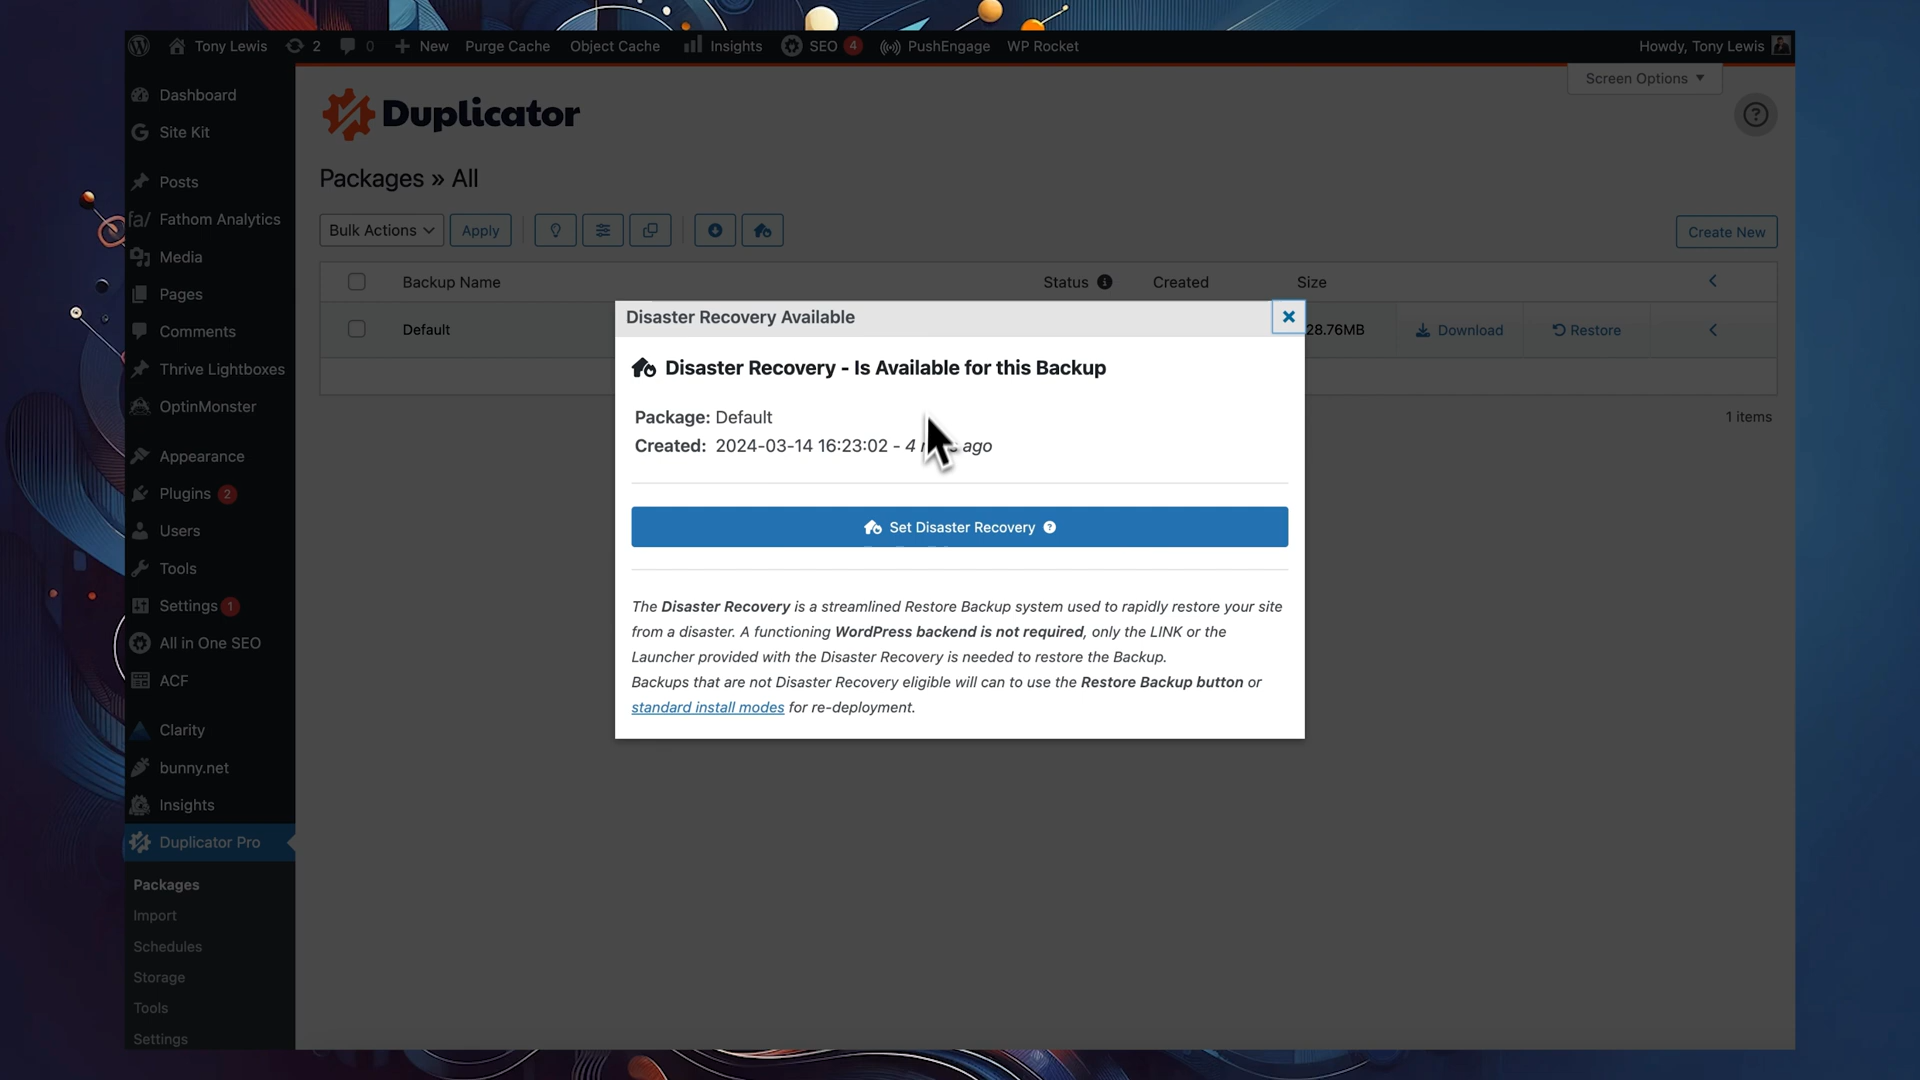 Tony Lewis 2 0 New Purge Cache Object Cache Insights SEO 4 PushEngage WP Rocket Howdy, Tony Lewis
Screen Options
Dashboard
Site Kit
Posts
fa/ Fathom Analytics
Media
Pages
Comments
Thrive Lightboxes
OptinMonster
Appearance
Plugins 2
Users
Tools
Settings 1
All in One SEO
ACF
Clarity
bunny.net
Insights
Duplicator Pro
Packages
Import
Schedules
Storage
Tools
Settings
Duplicator
Packages » All
Bulk Actions Apply
Create New
Backup Name Status Created Size
Default 28.76MB Download Restore
1 items
Disaster Recovery Available
Disaster Recovery - Is Available for this Backup
Package: Default
Created: 2024-03-14 16:23:02 - 4 ago
Set Disaster Recovery
The Disaster Recovery is a streamlined Restore Backup system used to rapidly restore your site
from a disaster. A functioning WordPress backend is not required, only the LINK or the
Launcher provided with the Disaster Recovery is needed to restore the Backup.
Backups that are not Disaster Recovery eligible will can to use the Restore Backup button or
standard install modes for re-deployment.